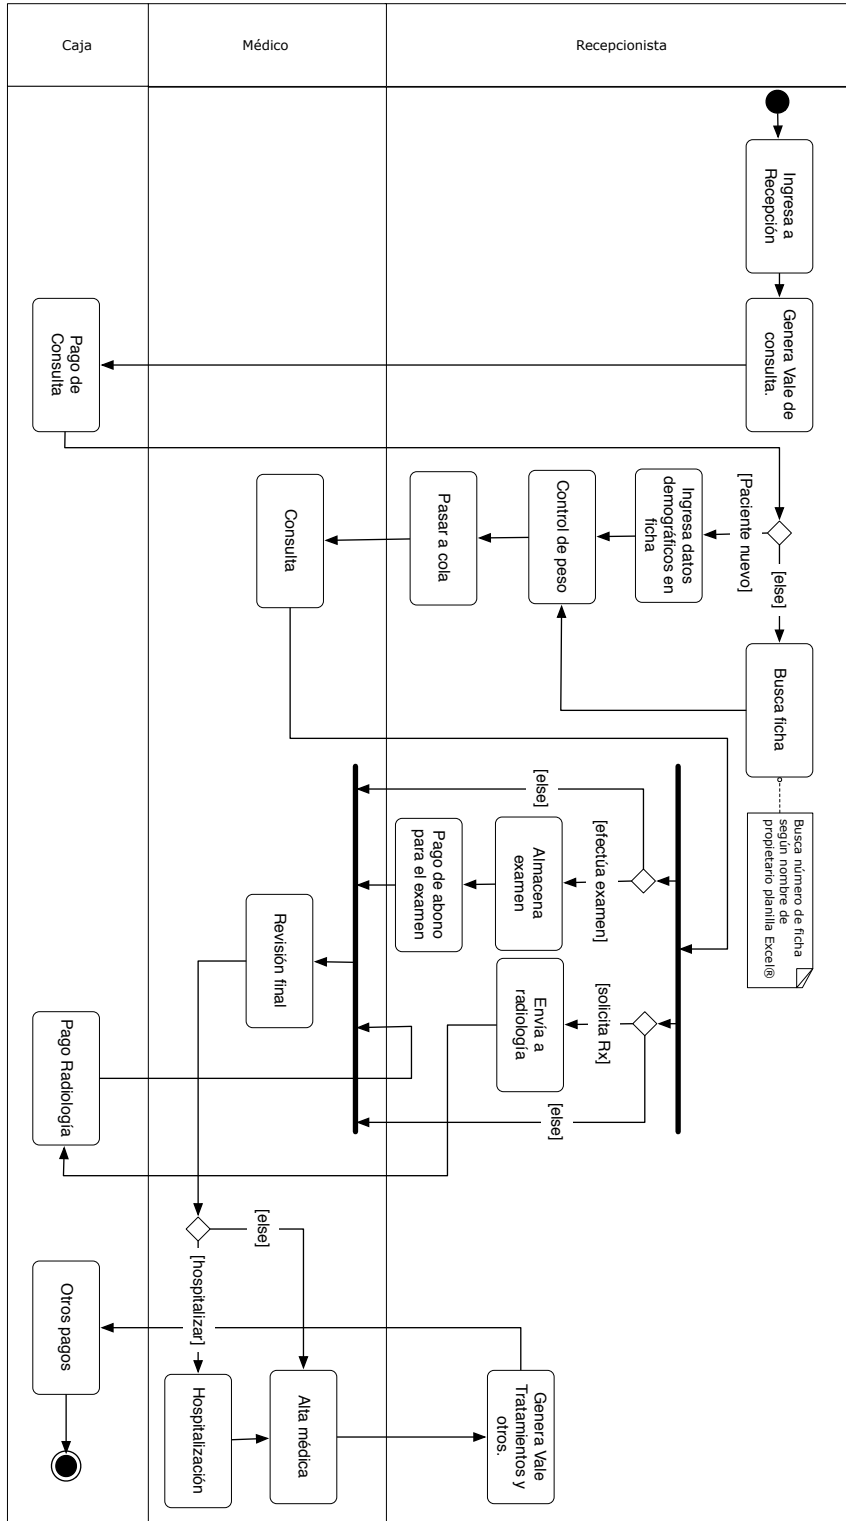 Caja
Médico
Recepcionista
Ingresa a
Recepción
Genera Vale de
consulta.
Pago de
Consulta
[Paciente nuevo]
[else]
Ingresa datos
demográficos en
ficha
Control de peso
Pasar a cola
Consulta
Busca ficha
Busca número de ficha
según nombre de
propietario planilla Excel®
[else]
[efectúa examen]
Almacena
examen
Pago de abono
para el examen
[solicita Rx]
Envía a
radiología
[else]
Revisión final
Pago Radiología
[else]
[hospitalizar]
Hospitalización
Alta médica
Genera Vale
Tratamientos y
otros.
Otros pagos